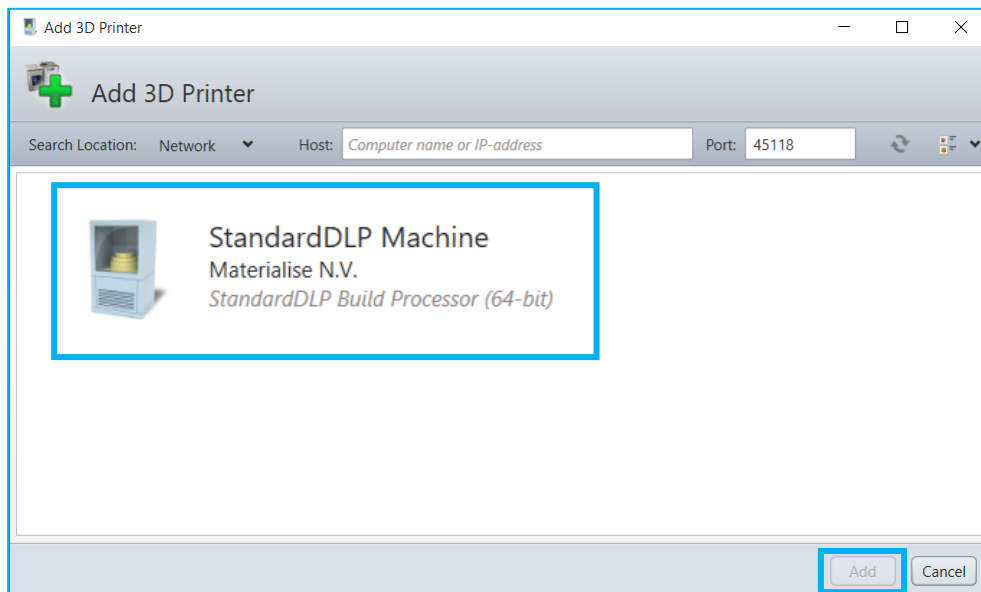 Add 3D Printer
Add 3D Printer
Search Location: Network Host: Computer name or IP-address Port: 45118
StandardDLP Machine
Materialise N.V.
StandardDLP Build Processor (64-bit)
Add Cancel